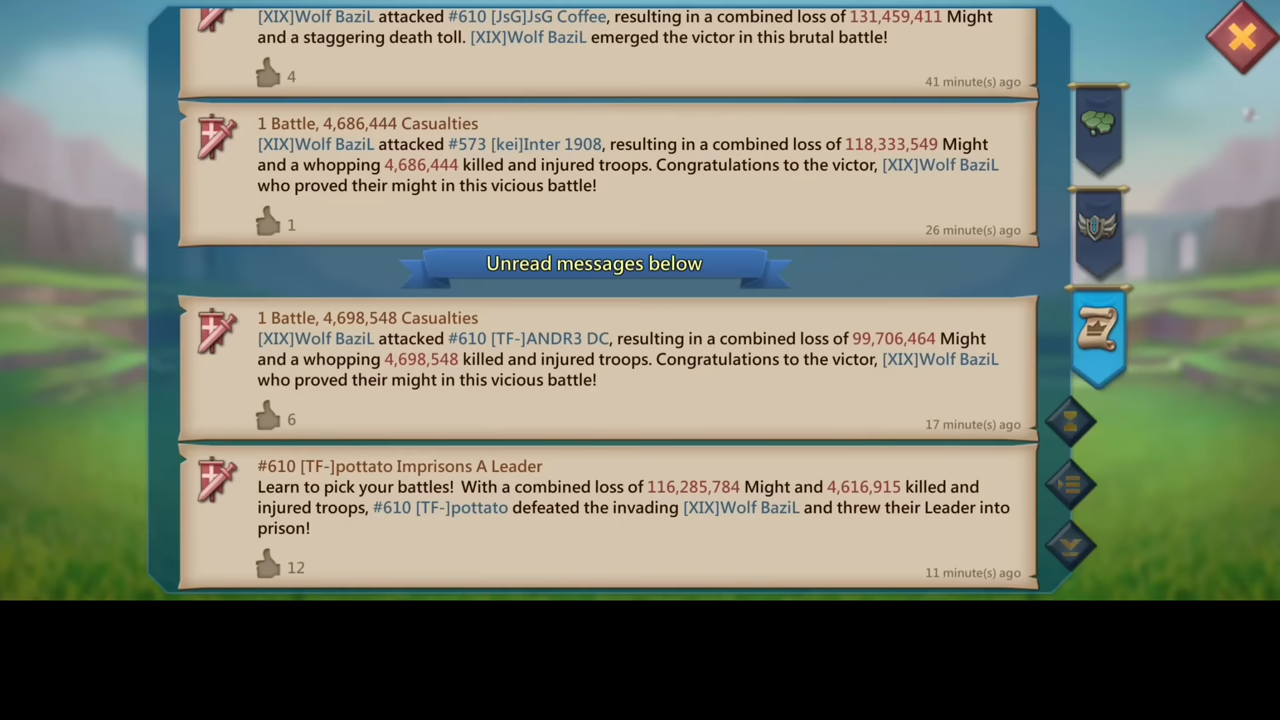 [XIX]Wolf BaziL attacked #610 [JsG]JsG Coffee, resulting in a combined loss of 131,459,411 Might
and a staggering death toll. [XIX]Wolf BaziL emerged the victor in this brutal battle!
4
41 minute(s) ago
1 Battle, 4,686,444 Casualties
[XIX]Wolf BaziL attacked #573 [kei]Inter 1908, resulting in a combined loss of 118,333,549 Might
and a whopping 4,686,444 killed and injured troops. Congratulations to the victor, [XIX]Wolf BaziL
who proved their might in this vicious battle!
1
26 minute(s) ago
Unread messages below
1 Battle, 4,698,548 Casualties
[XIX]Wolf BaziL attacked #610 [TF-]ANDR3 DC, resulting in a combined loss of 99,706,464 Might
and a whopping 4,698,548 killed and injured troops. Congratulations to the victor, [XIX]Wolf BaziL
who proved their might in this vicious battle!
6
17 minute(s) ago
#610 [TF-]pottato Imprisons A Leader
Learn to pick your battles! With a combined loss of 116,285,784 Might and 4,616,915 killed and
injured troops, #610 [TF-]pottato defeated the invading [XIX]Wolf BaziL and threw their Leader into
prison!
12
11 minute(s) ago